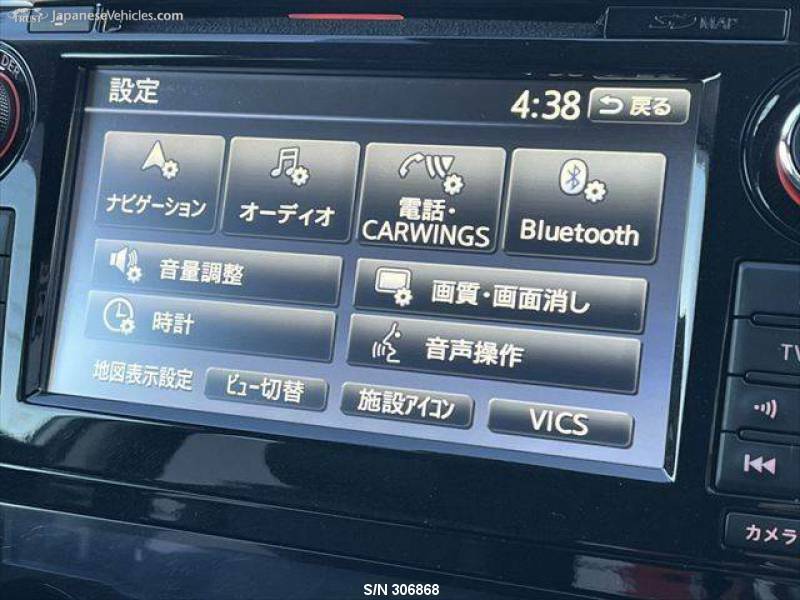 TRUST JapaneseVehicles.com
MAP
設定
4:38 戻る
ナビゲーション
オーディオ
電話・
CARWINGS
Bluetooth
音量調整
画質・画面消し
時計
音声操作
地図表示設定 ビュー切替 施設アイコン VICS
TV
カメラ
S/N 306868